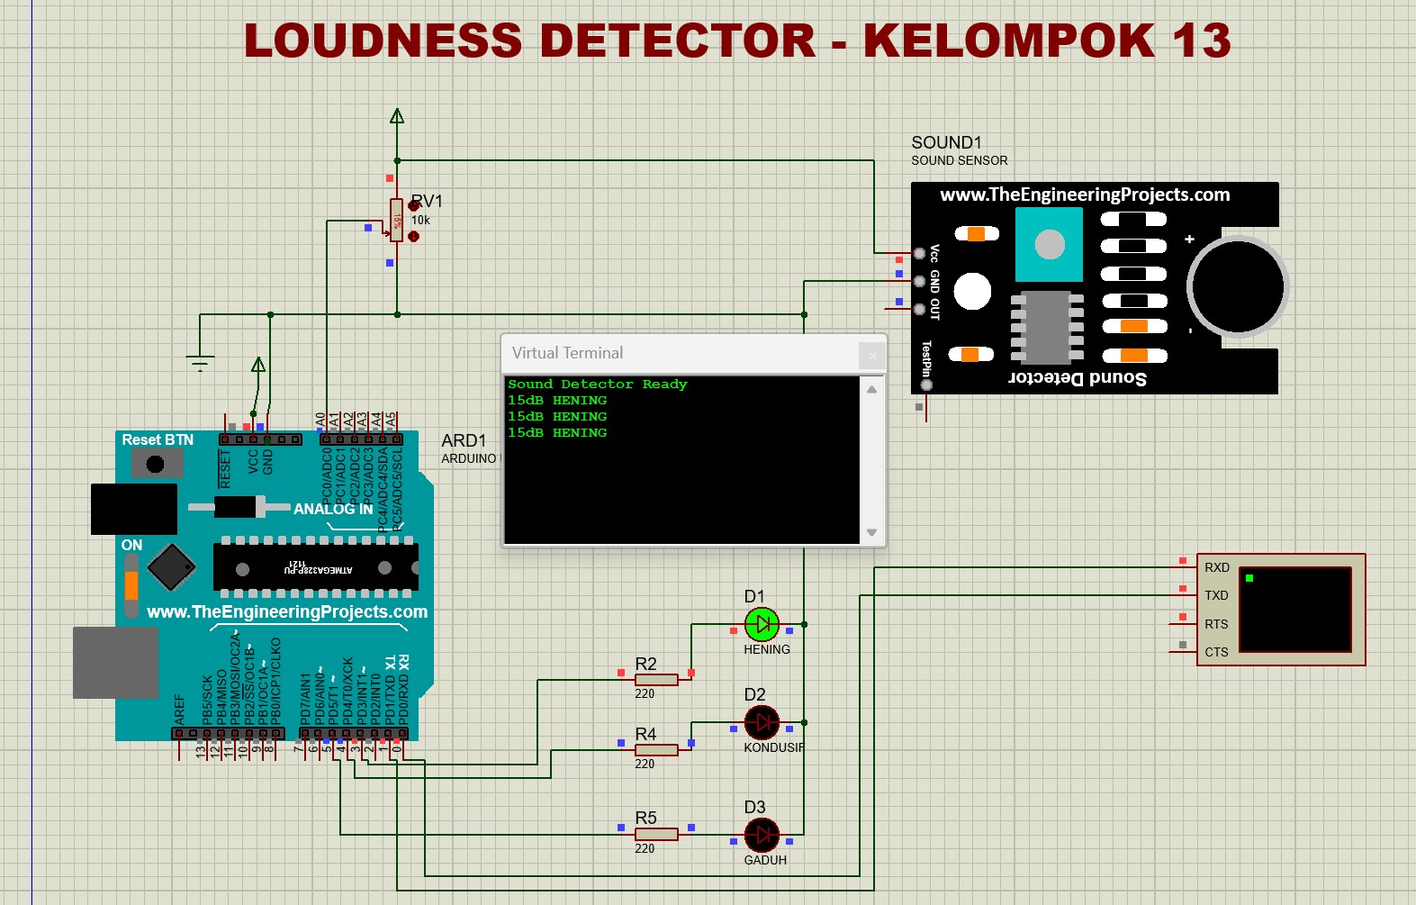 LOUDNESS DETECTOR - KELOMPOK 13
SOUND1
SOUND SENSOR
www.TheEngineeringProjects.com
RV1
10k
16%
Vcc
GND
OUT
TestPin
+
-
Sound Detector
Virtual Terminal
Sound Detector Ready
15dB HENING
15dB HENING
15dB HENING
ARD1
ARDUINO
Reset BTN
RESET
VCC
GND
A0
A1
A2
A3
A4
A5
PC0/ADC0
PC1/ADC1
PC2/ADC2
PC3/ADC3
PC4/ADC4/SDA
PC5/ADC5/SCL
ANALOG IN
ON
ATMEGA328P-PU
1121
www.TheEngineeringProjects.com
AREF
PB5/SCK
PB4/MISO
PB3/MOSI/OC2A~
PB2/SS/OC1B~
PB1/OC1A~
PB0/ICP1/CLKO
PD7/AIN1
PD6/AIN0~
PD5/T1~
PD4/T0/XCK
PD3/INT1~
PD2/INT0
PD1/TXD
PD0/RXD
TX
RX
13
12
11
10
9
8
7
6
5
4
3
2
1
0
D1
HENING
R2
220
D2
KONDUSIF
R4
220
D3
GADUH
R5
220
RXD
TXD
RTS
CTS